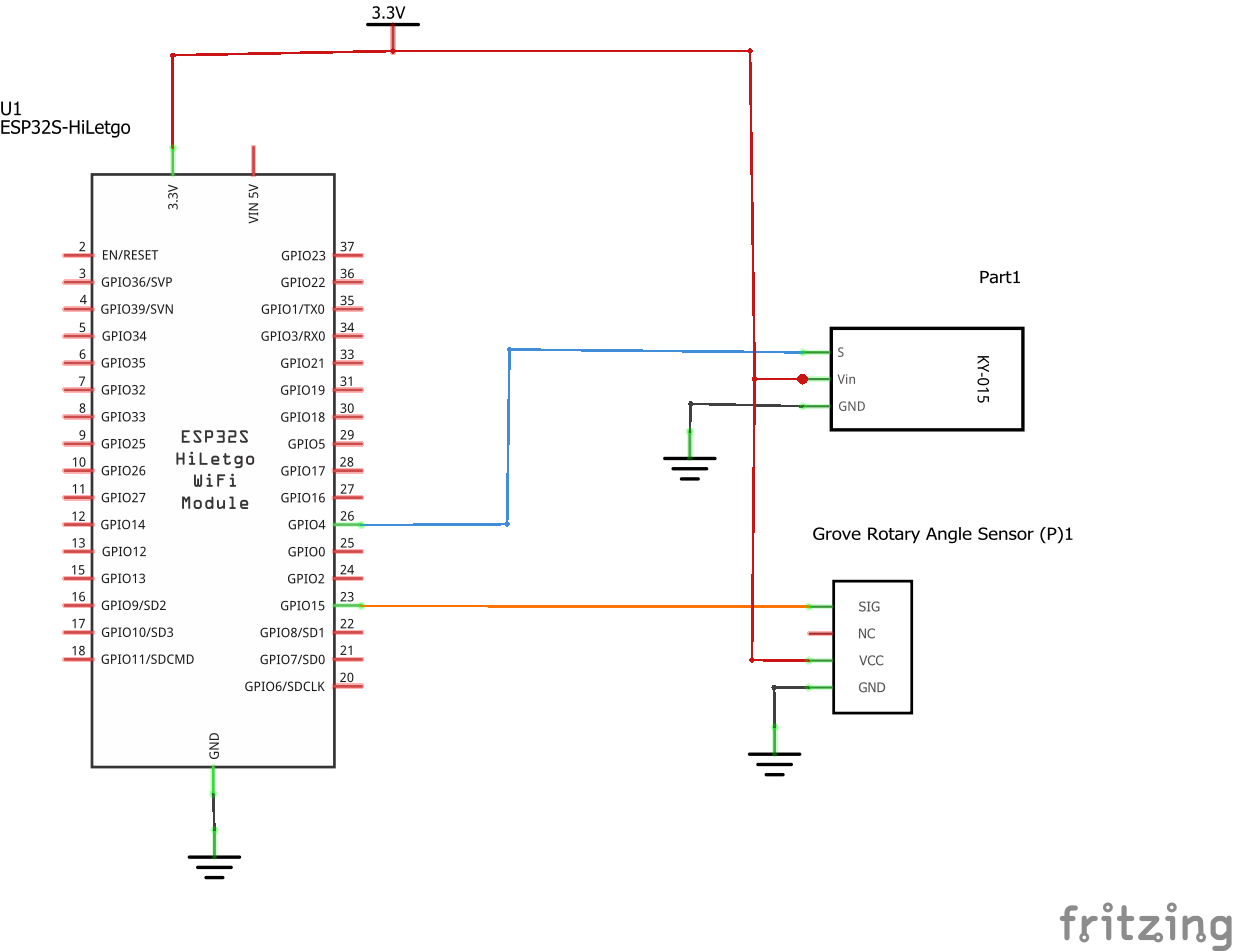 3.3V
U1
ESP32S-HiLetgo
3.3V
VIN 5V
2 EN/RESET
3 GPIO36/SVP
4 GPIO39/SVN
5 GPIO34
6 GPIO35
7 GPIO32
8 GPIO33
9 GPIO25
10 GPIO26
11 GPIO27
12 GPIO14
13 GPIO12
15 GPIO13
16 GPIO9/SD2
17 GPIO10/SD3
18 GPIO11/SDCMD
ESP32S
HiLetgo
WiFi
Module
GPIO23 37
GPIO22 36
GPIO1/TX0 35
GPIO3/RX0 34
GPIO21 33
GPIO19 31
GPIO18 30
GPIO5 29
GPIO17 28
GPIO16 27
GPIO4 26
GPIO0 25
GPIO2 24
GPIO15 23
GPIO8/SD1 22
GPIO7/SD0 21
GPIO6/SDCLK 20
GND
Part1
S
Vin
GND
KY-015
Grove Rotary Angle Sensor (P)1
SIG
NC
VCC
GND
fritzing